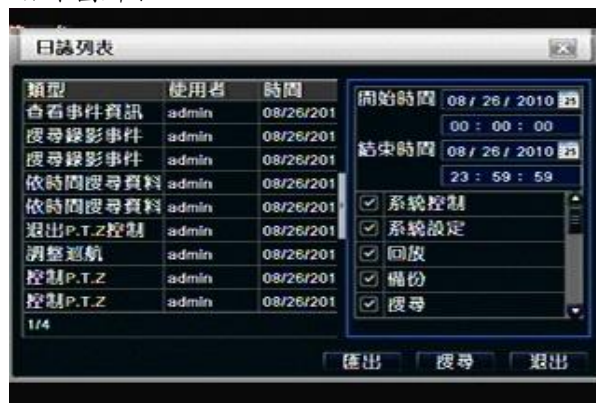 日誌列表
類型 使用者 時間
查看事件資訊 admin 08/26/201
搜尋錄影事件 admin 08/26/201
搜尋錄影事件 admin 08/26/201
依時間搜尋資料 admin 08/26/201
依時間搜尋資料 admin 08/26/201
退出P.T.Z控制 admin 08/26/201
調整巡航 admin 08/26/201
控制P.T.Z admin 08/26/201
控制P.T.Z admin 08/26/201
1/4
開始時間 08 / 26 / 2010 25
00 : 00 : 00
結束時間 08 / 26 / 2010 25
23 : 59 : 59
系統控制
系統設定
回放
備份
搜尋
匯出 搜尋 退出